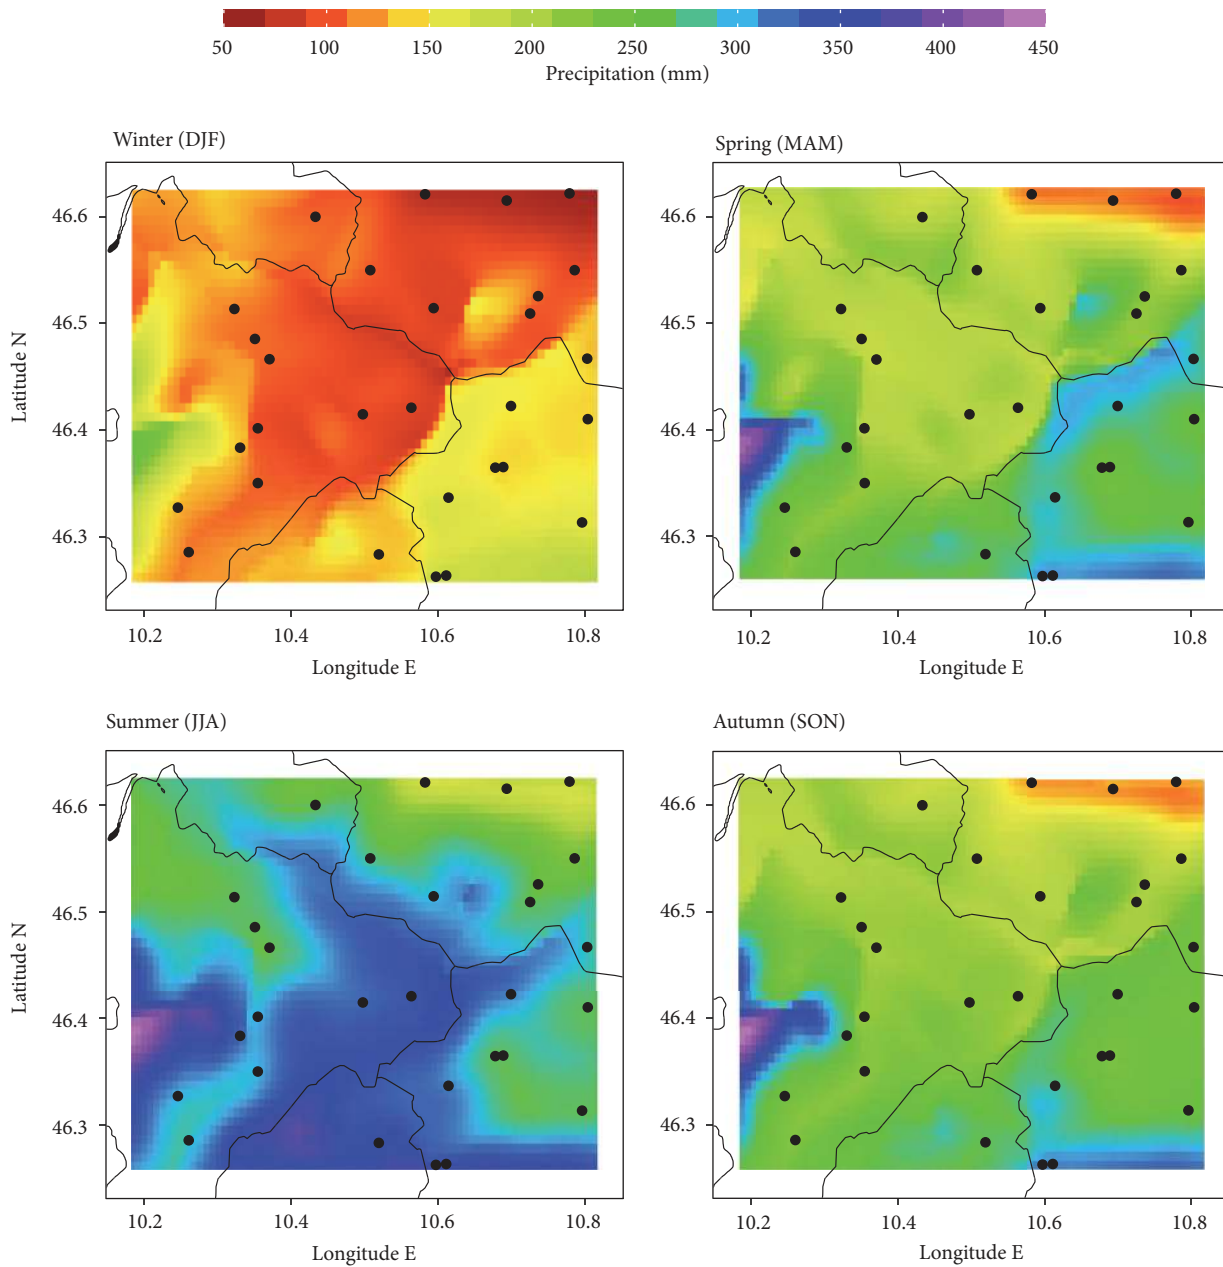 50 100 150 200 250 300 350 400 450
Precipitation (mm)
Winter (DJF)
Spring (MAM)
46.6
46.5
46.4
46.3
Latitude N
10.2 10.4 10.6 10.8
Longitude E
10.2 10.4 10.6 10.8
Longitude E
46.6
46.5
46.4
46.3
Summer (JJA)
Autumn (SON)
46.6
46.5
46.4
46.3
Latitude N
10.2 10.4 10.6 10.8
Longitude E
46.6
46.5
46.4
46.3
10.2 10.4 10.6 10.8
Longitude E